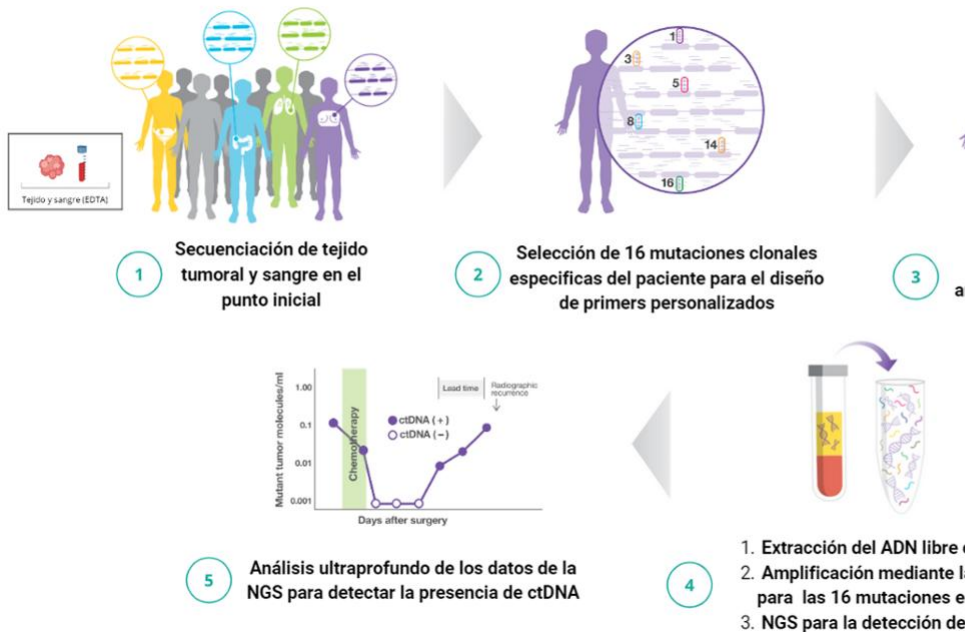 Tejido y sangre (EDTA)
1
3
5
8
14
16
1
Secuenciación de tejido
tumoral y sangre en el
punto inicial
2
Selección de 16 mutaciones clonales
especificas del paciente para el diseño
de primers personalizados
3
Mutant tumor molecules/ml
1.00
0.1
0.01
0.001
Chemotherapy
ctDNA (+)
ctDNA (−)
Lead time
Radiographic
recurrence
Days after surgery
5
Análisis ultraprofundo de los datos de la
NGS para detectar la presencia de ctDNA
4
1. Extracción del ADN libre
2. Amplificación mediante
para las 16 mutaciones
3. NGS para la detección de